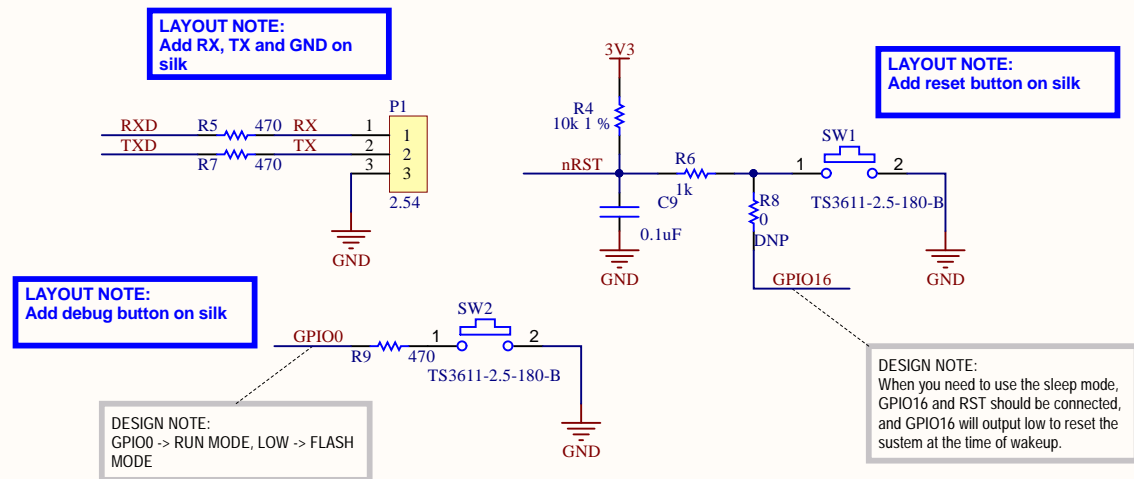 LAYOUT NOTE:
Add RX, TX and GND on
silk
3V3
LAYOUT NOTE:
Add reset button on silk
R4
10k 1 %
P1
RXD R5 470 RX 1 1
TXD R7 470 TX 2 2
3 3
2.54
GND
nRST
R6
1k
C9
0.1uF
GND
R8
0
DNP
GPIO16
SW1
1 2
TS3611-2.5-180-B
GND
LAYOUT NOTE:
Add debug button on silk
GPIO0
R9 470
SW2
1 2
TS3611-2.5-180-B
GND
DESIGN NOTE:
GPIO0 -> RUN MODE, LOW -> FLASH
MODE
DESIGN NOTE:
When you need to use the sleep mode,
GPIO16 and RST should be connected,
and GPIO16 will output low to reset the
sustem at the time of wakeup.